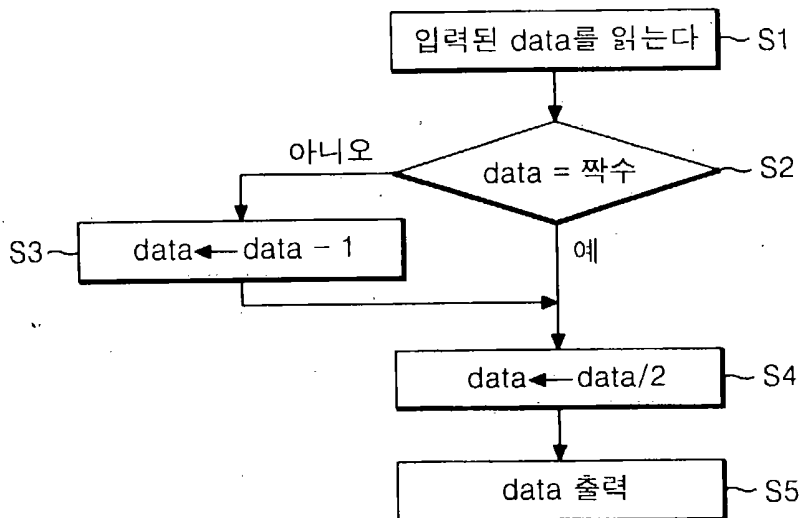 입력된 data를 읽는다 S1
아니오
data = 짝수 S2
S3 data ← data - 1
예
data ← data/2 S4
data 출력 S5